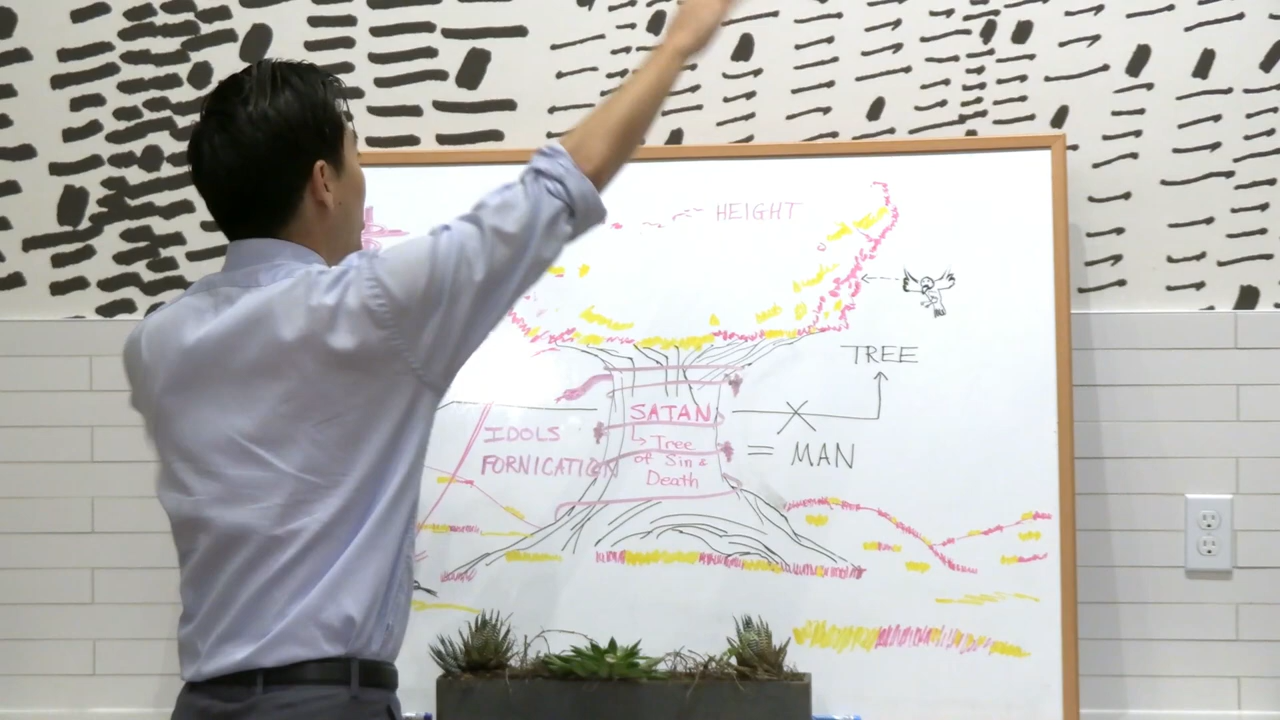 HEIGHT
TREE
SATAN
Tree
of Sin &
Death
IDOLS
FORNICATION
= MAN